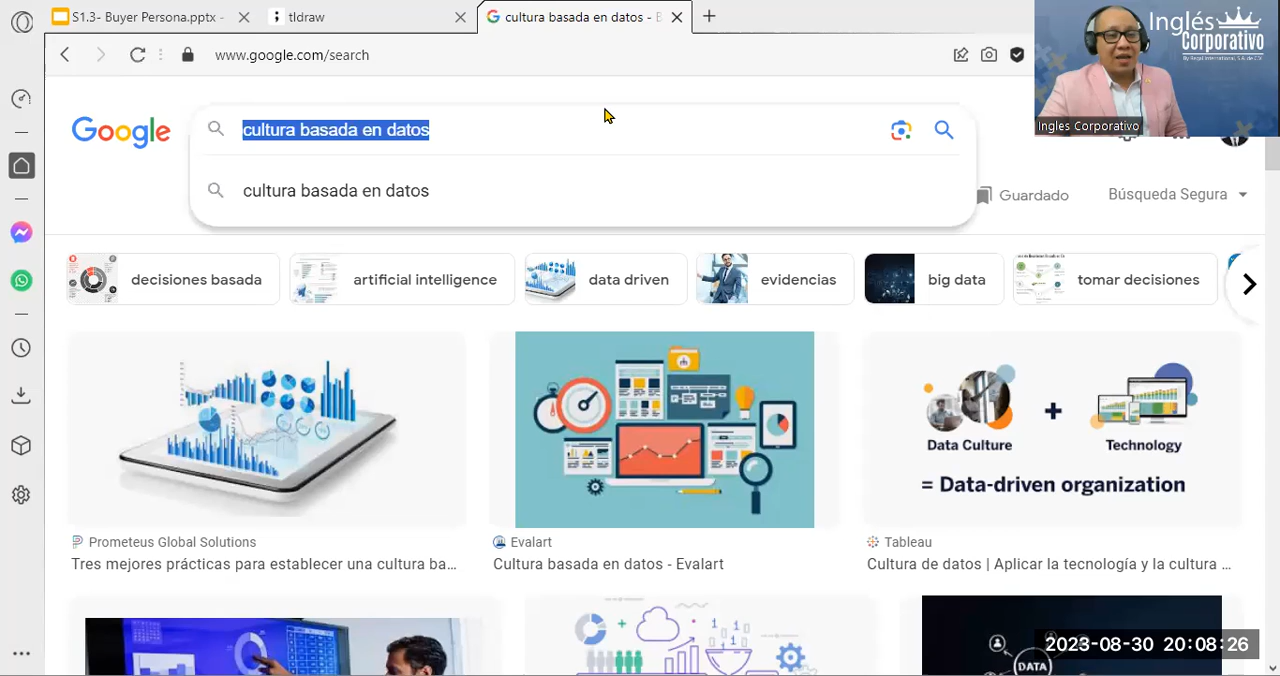 S1.3- Buyer Persona.pptx -
tldraw
cultura basada en datos - B
www.google.com/search
Inglés
Corporativo
By Regal International, S.A. de C.V.
Ingles Corporativo
Google
cultura basada en datos
cultura basada en datos
Guardado
Búsqueda Segura
decisiones basada
artificial intelligence
data driven
evidencias
big data
tomar decisiones
Data Culture
+
Technology
= Data-driven organization
Prometeus Global Solutions
Tres mejores prácticas para establecer una cultura ba...
Evalart
Cultura basada en datos - Evalart
Tableau
Cultura de datos | Aplicar la tecnología y la cultura ...
DATA
2023-08-30 20:08:26